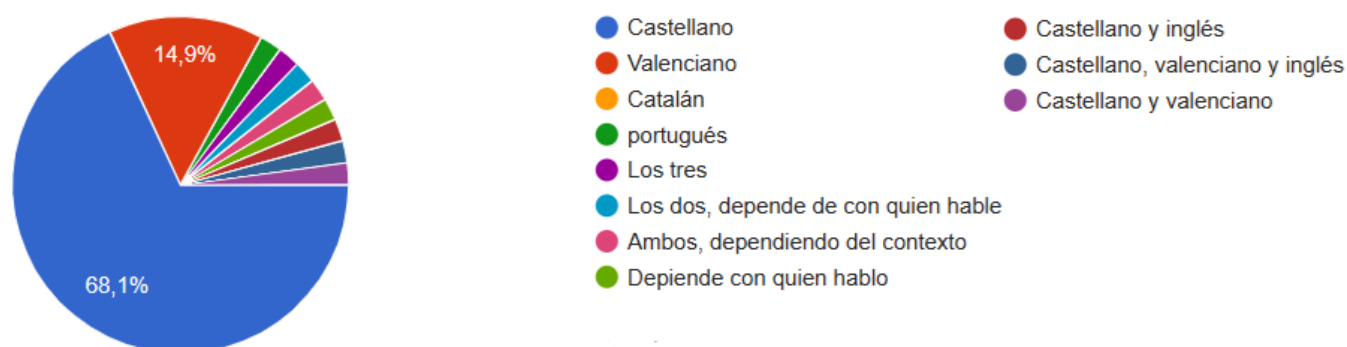 14,9%
68,1%
Castellano
Valenciano
Catalán
portugués
Los tres
Los dos, depende de con quien hable
Ambos, dependiendo del contexto
Depiende con quien hablo
Castellano y inglés
Castellano, valenciano y inglés
Castellano y valenciano